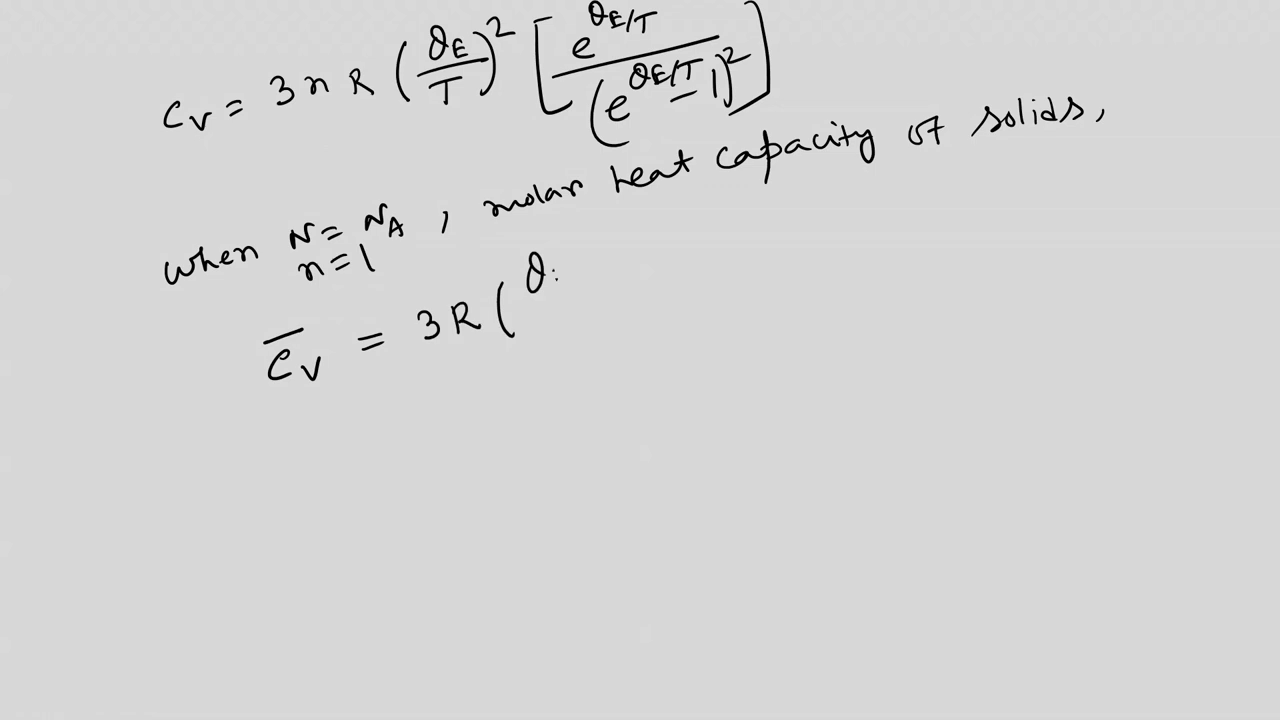 Cv = 3nR (θE/T)² [e^θE/T / (e^θE/T − 1)²]
when N = NA, molar heat capacity of solids,
n = 1
C̄v = 3R (θ